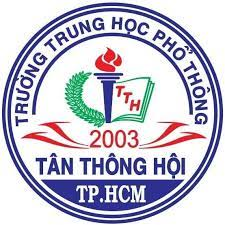 TRƯỜNG TRUNG HỌC PHỔ THÔNG
TTH
2003
TÂN THÔNG HỘI
TP.HCM